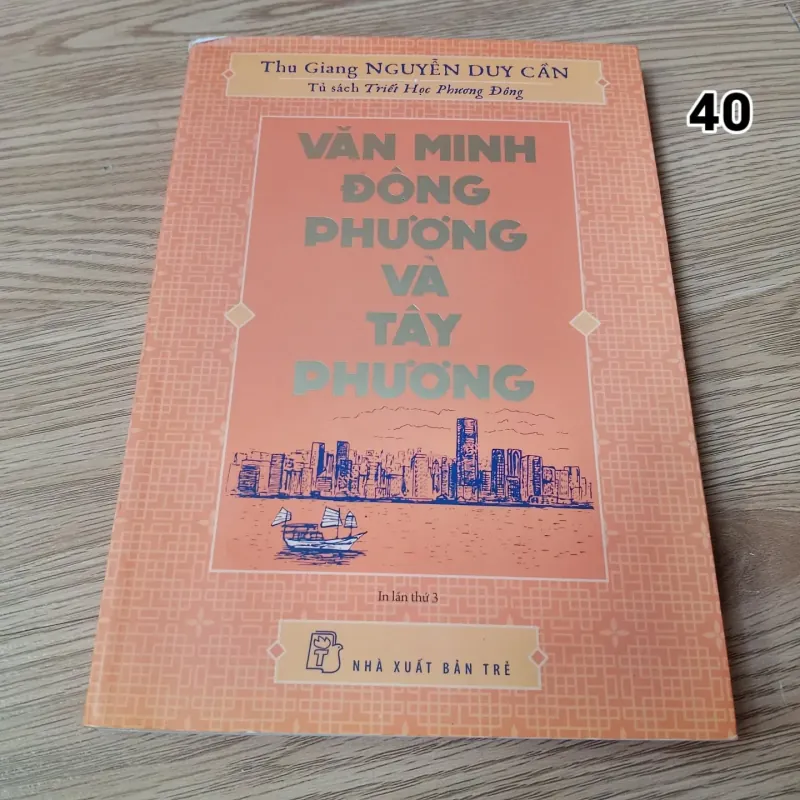 Thu Giang NGUYỄN DUY CẦN
Tủ sách Triết Học Phương Đông
40
VĂN MINH
ĐÔNG
PHƯƠNG
VÀ
TÂY
PHƯƠNG
In lần thứ 3
T
NHÀ XUẤT BẢN TRẺ